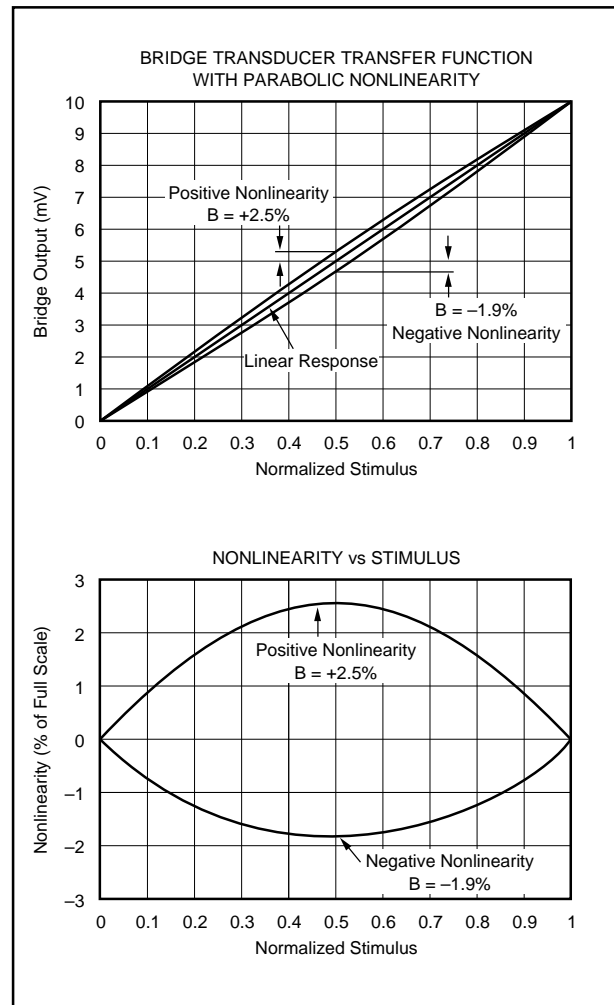 BRIDGE TRANSDUCER TRANSFER FUNCTION
WITH PARABOLIC NONLINEARITY
10
9
8
7
6
5
4
3
2
1
0
Bridge Output (mV)
Positive Nonlinearity
B = +2.5%
B = –1.9%
Negative Nonlinearity
Linear Response
0 0.1 0.2 0.3 0.4 0.5 0.6 0.7 0.8 0.9 1
Normalized Stimulus
NONLINEARITY vs STIMULUS
3
2
1
0
–1
–2
–3
Nonlinearity (% of Full Scale)
Positive Nonlinearity
B = +2.5%
Negative Nonlinearity
B = –1.9%
0 0.1 0.2 0.3 0.4 0.5 0.6 0.7 0.8 0.9 1
Normalized Stimulus